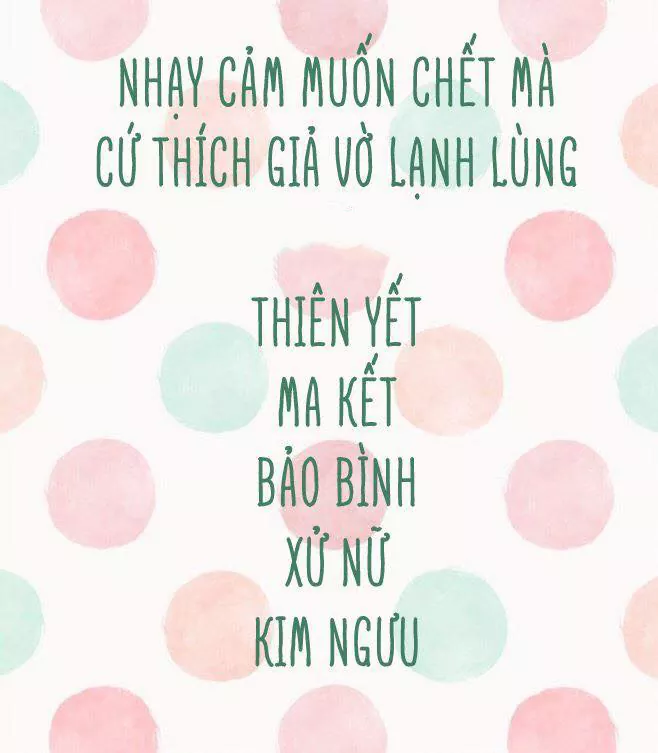 NHẠY CẢM MUỐN CHẾT MÀ
CỨ THÍCH GIẢ VỜ LẠNH LÙNG
THIÊN YẾT
MA KẾT
BẢO BÌNH
XỬ NỮ
KIM NGƯU